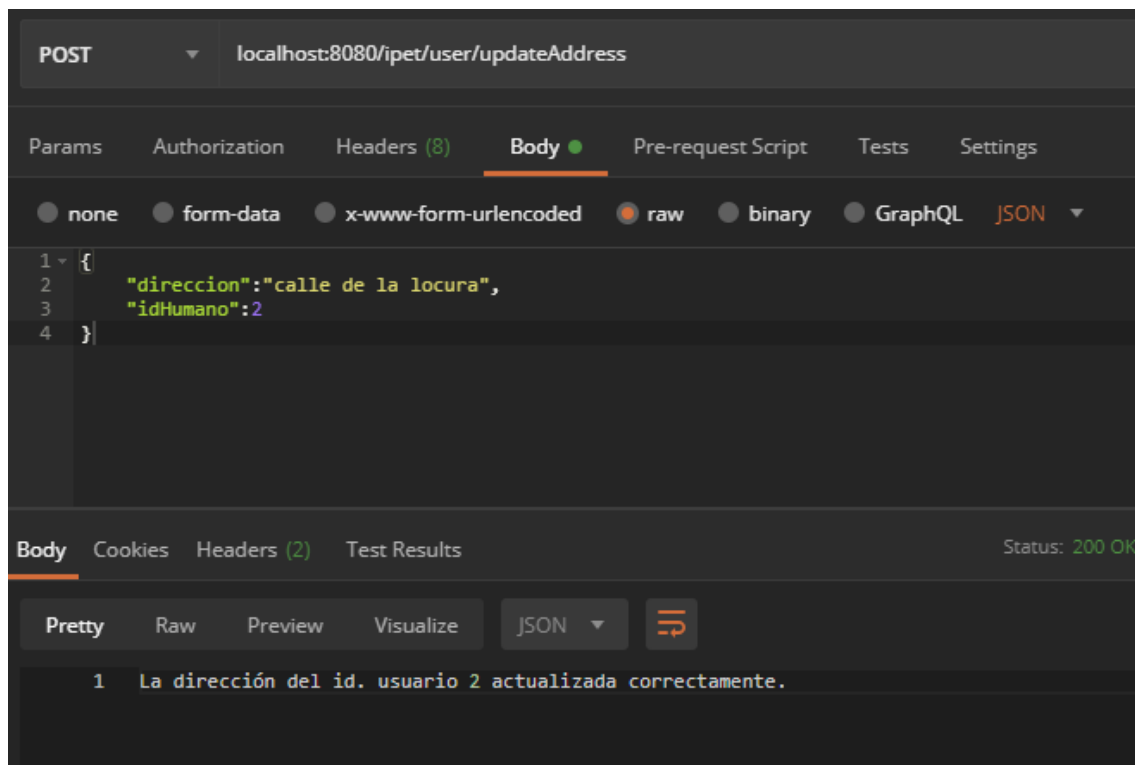 POST localhost:8080/ipet/user/updateAddress
Params Authorization Headers (8) Body Pre-request Script Tests Settings
none form-data x-www-form-urlencoded raw binary GraphQL JSON
1 {
2 "direccion":"calle de la locura",
3 "idHumano":2
4 }
Body Cookies Headers (2) Test Results Status: 200 OK
Pretty Raw Preview Visualize JSON
1 La dirección del id. usuario 2 actualizada correctamente.